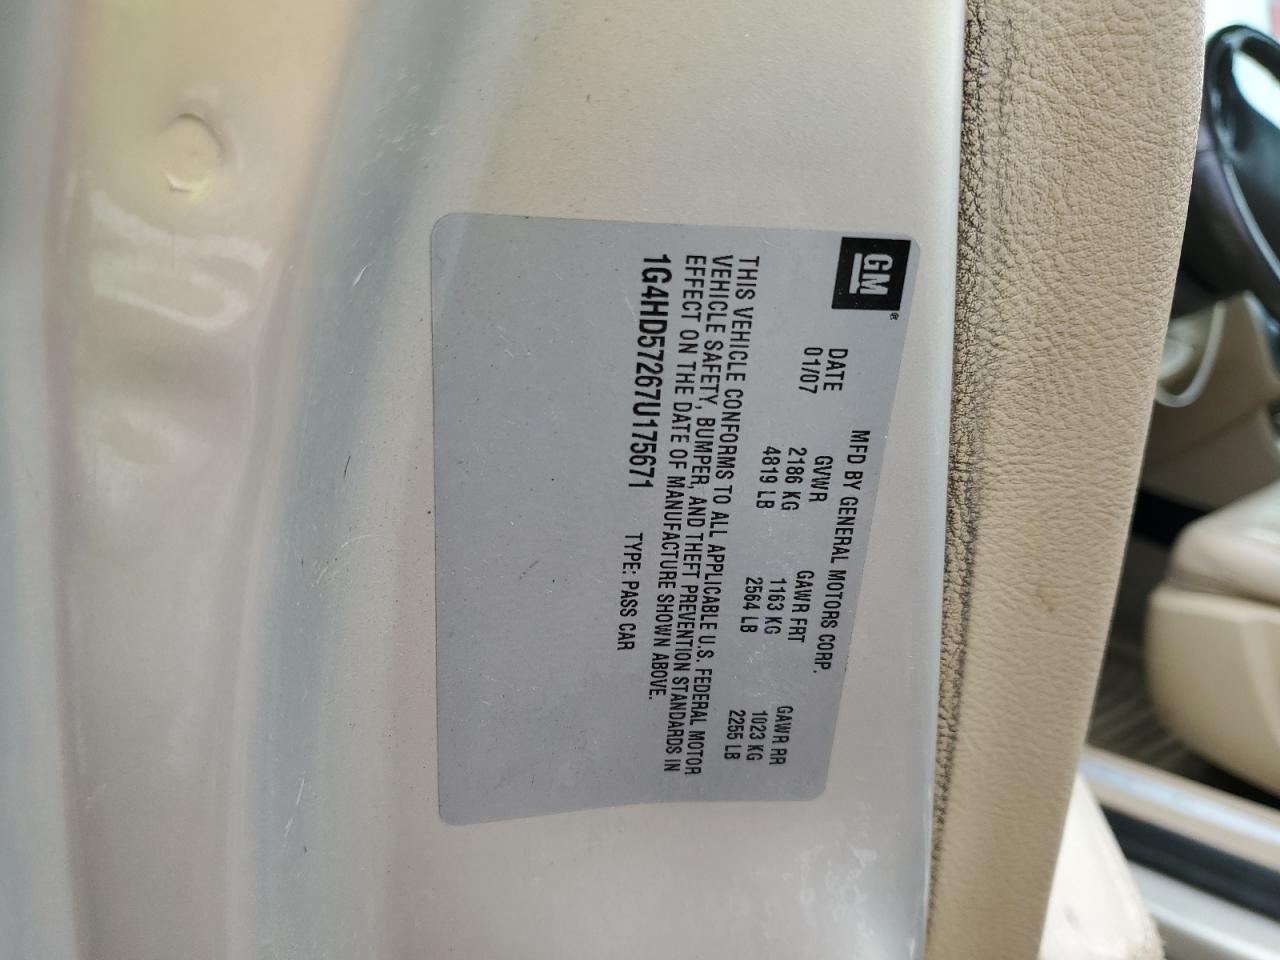 GM®
MFD BY GENERAL MOTORS CORP.
DATE GVWR GAWR FRT GAWR RR
01/07 2186 KG 1163 KG 1023 KG
4819 LB 2564 LB 2255 LB
THIS VEHICLE CONFORMS TO ALL APPLICABLE U.S. FEDERAL MOTOR
VEHICLE SAFETY, BUMPER, AND THEFT PREVENTION STANDARDS IN
EFFECT ON THE DATE OF MANUFACTURE SHOWN ABOVE.
1G4HD57267U175671 TYPE: PASS CAR